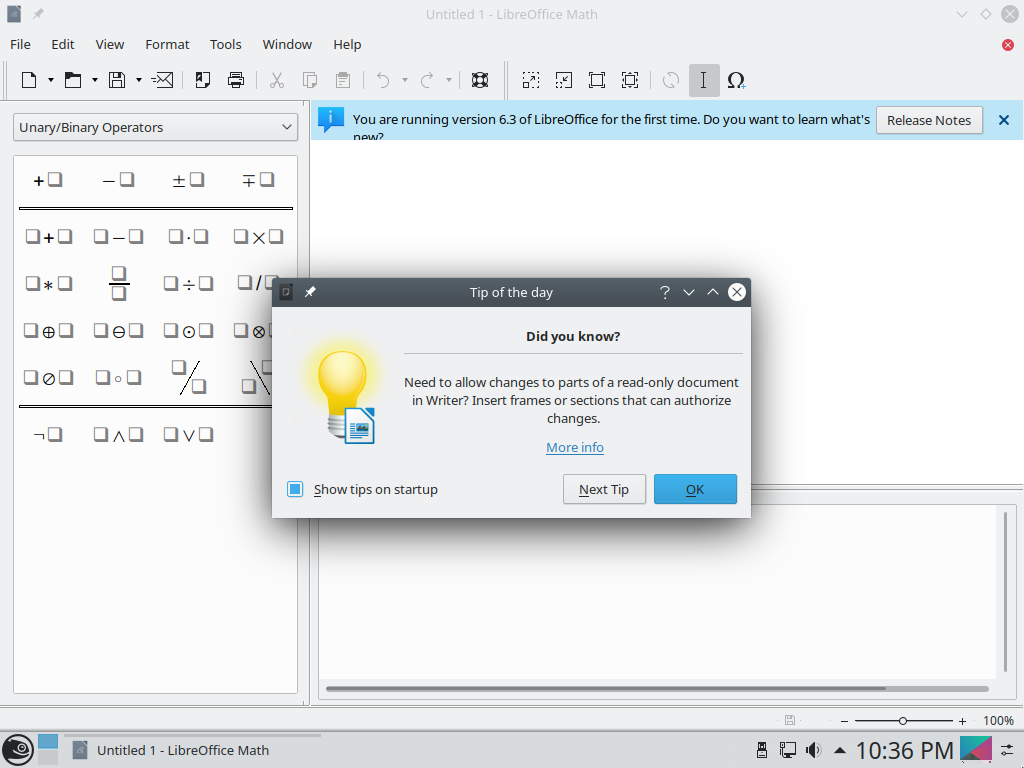 Untitled 1 - LibreOffice Math
File Edit View Format Tools Window Help
Unary/Binary Operators
You are running version 6.3 of LibreOffice for the first time. Do you want to learn what's
new?
Release Notes
+❑ −❑ ±❑ ∓❑
❑+❑ ❑−❑ ❑·❑ ❑×❑
❑∗❑ ❑/❑ ❑÷❑ ❑/❑
❑⊕❑ ❑⊖❑ ❑⊙❑ ❑⊗❑
❑⊘❑ ❑∘❑ ❑/❑ ❑\❑
¬❑ ❑∧❑ ❑∨❑
Tip of the day
Did you know?
Need to allow changes to parts of a read-only document
in Writer? Insert frames or sections that can authorize
changes.
More info
Show tips on startup
Next Tip
OK
100%
Untitled 1 - LibreOffice Math
10:36 PM